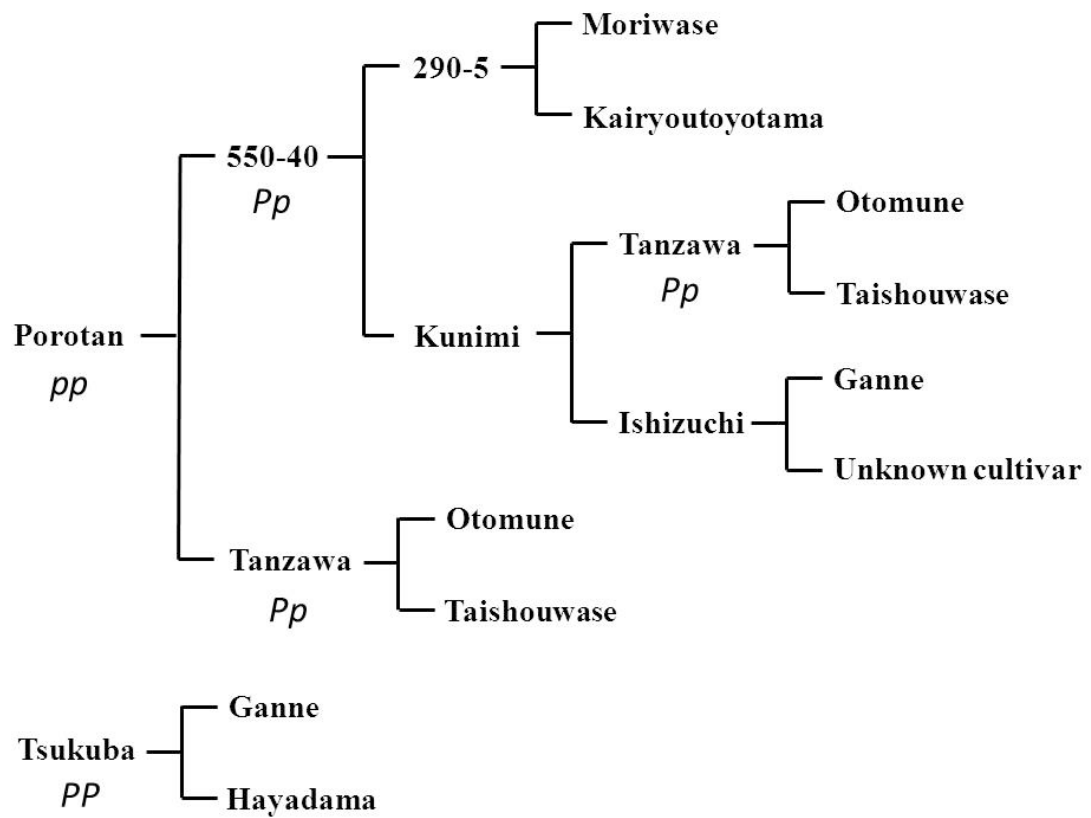 Moriwase
290-5
Kairyoutoyotama
550-40
Pp
Otomune
Tanzawa
Pp
Taishouwase
Porotan
pp
Kunimi
Ganne
Ishizuchi
Unknown cultivar
Otomune
Tanzawa
Pp
Taishouwase
Ganne
Tsukuba
PP
Hayadama